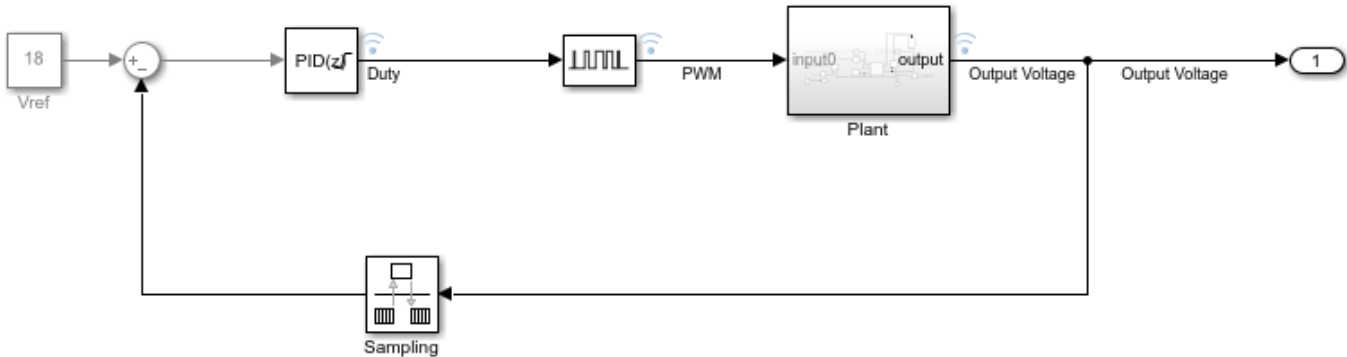 18
Vref
+
_
PID(z)
Duty
PWM
input0
output
Plant
Output Voltage
Output Voltage
1
Sampling